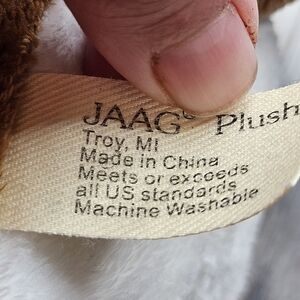 JAAG® Plush
Troy, MI
Made in China
Meets or exceeds
all US standards
Machine Washable